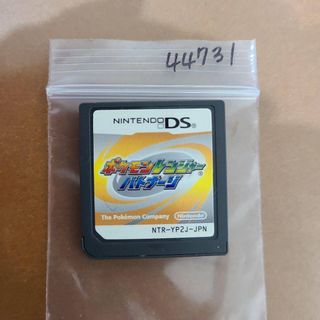 44731
NINTENDO DS
ポケモンレンジャー
バトナージ
The Pokémon Company
Nintendo
NTR-YP2J-JPN